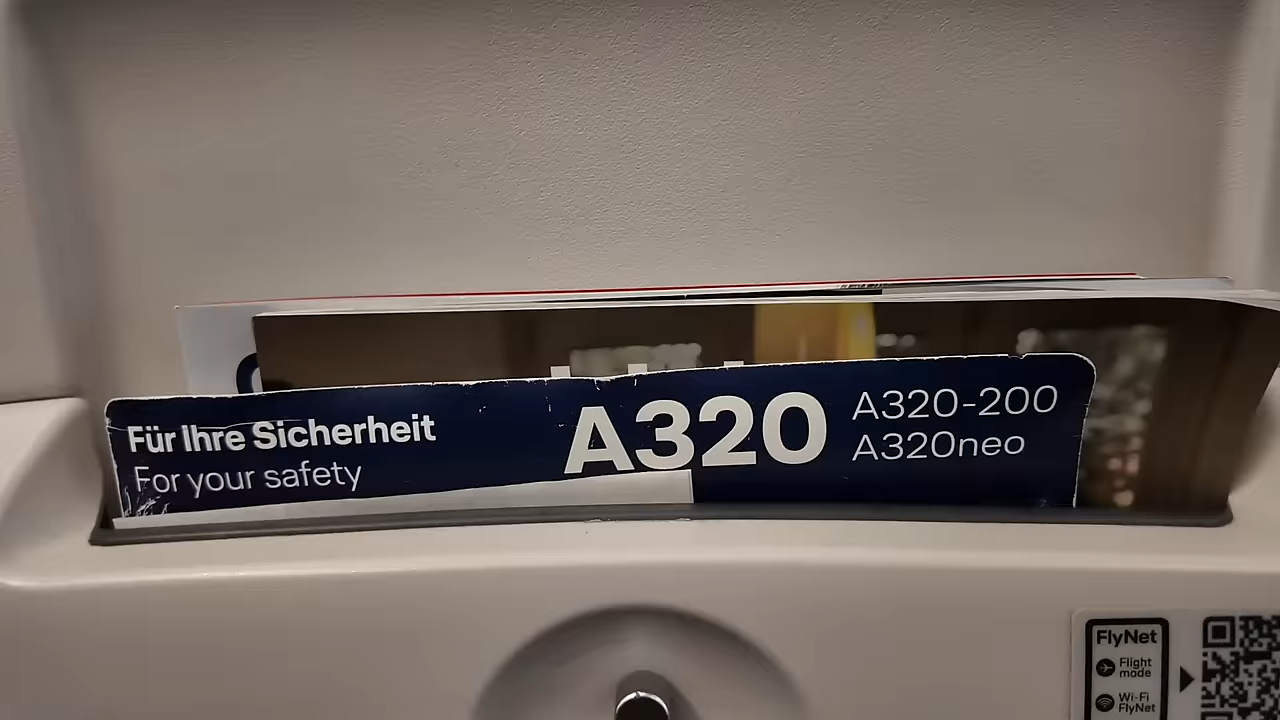 Für Ihre Sicherheit
For your safety
A320
A320-200
A320neo
FlyNet
Flight
mode
Wi-Fi
FlyNet